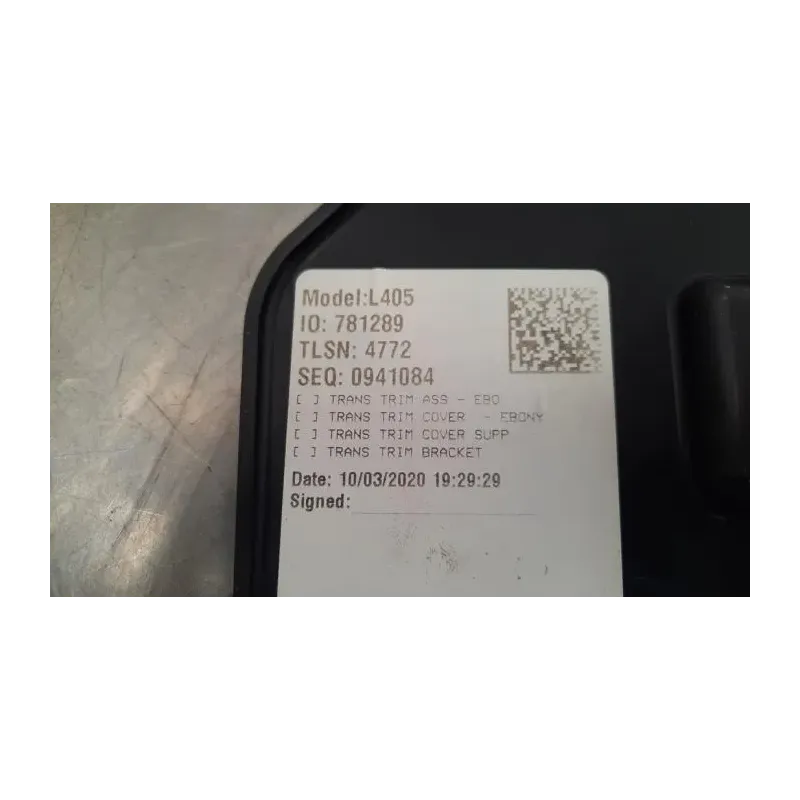 Model:L405
IO: 781289
TLSN: 4772
SEQ: 0941084
[ ] TRANS TRIM ASS - EBO
[ ] TRANS TRIM COVER - EBONY
[ ] TRANS TRIM COVER SUPP
[ ] TRANS TRIM BRACKET
Date: 10/03/2020 19:29:29
Signed: